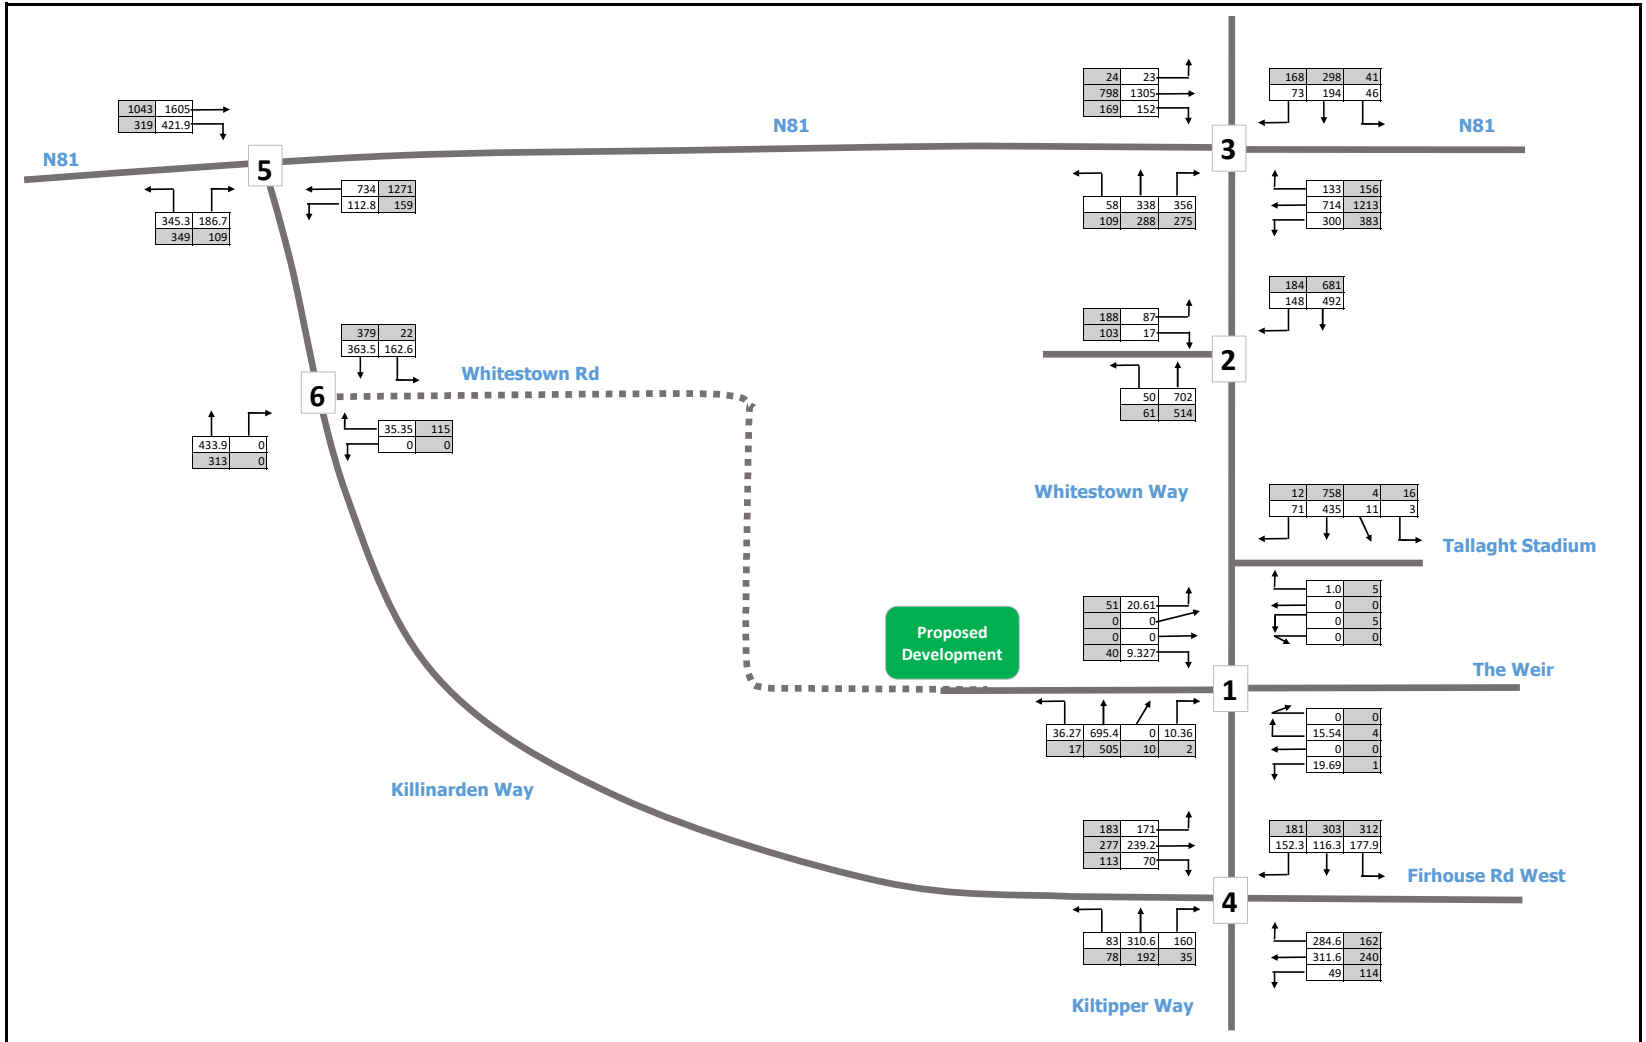 24 23
798 1305
169 152
168 298 41
73 194 46
1043 1605
319 421.9
N81
N81
N81
3
5
734 1271
112.8 159
345.3 186.7
349 109
58 338 356
109 288 275
133 156
714 1213
300 383
184 681
148 492
188 87
103 17
2
50 702
61 514
379 22
363.5 162.6
Whitestown Rd
6
35.35 115
0 0
433.9 0
313 0
Whitestown Way
12 758 4 16
71 435 11 3
Tallaght Stadium
1.0 5
0 0
0 5
0 0
51 20.61
0 0
0 0
40 9.327
Proposed
Development
The Weir
1
36.27 695.4 0 10.36
17 505 10 2
0 0
15.54 4
0 0
19.69 1
Killinarden Way
183 171
277 239.2
113 70
181 303 312
152.3 116.3 177.9
Firhouse Rd West
4
83 310.6 160
78 192 35
284.6 162
311.6 240
49 114
Kiltipper Way